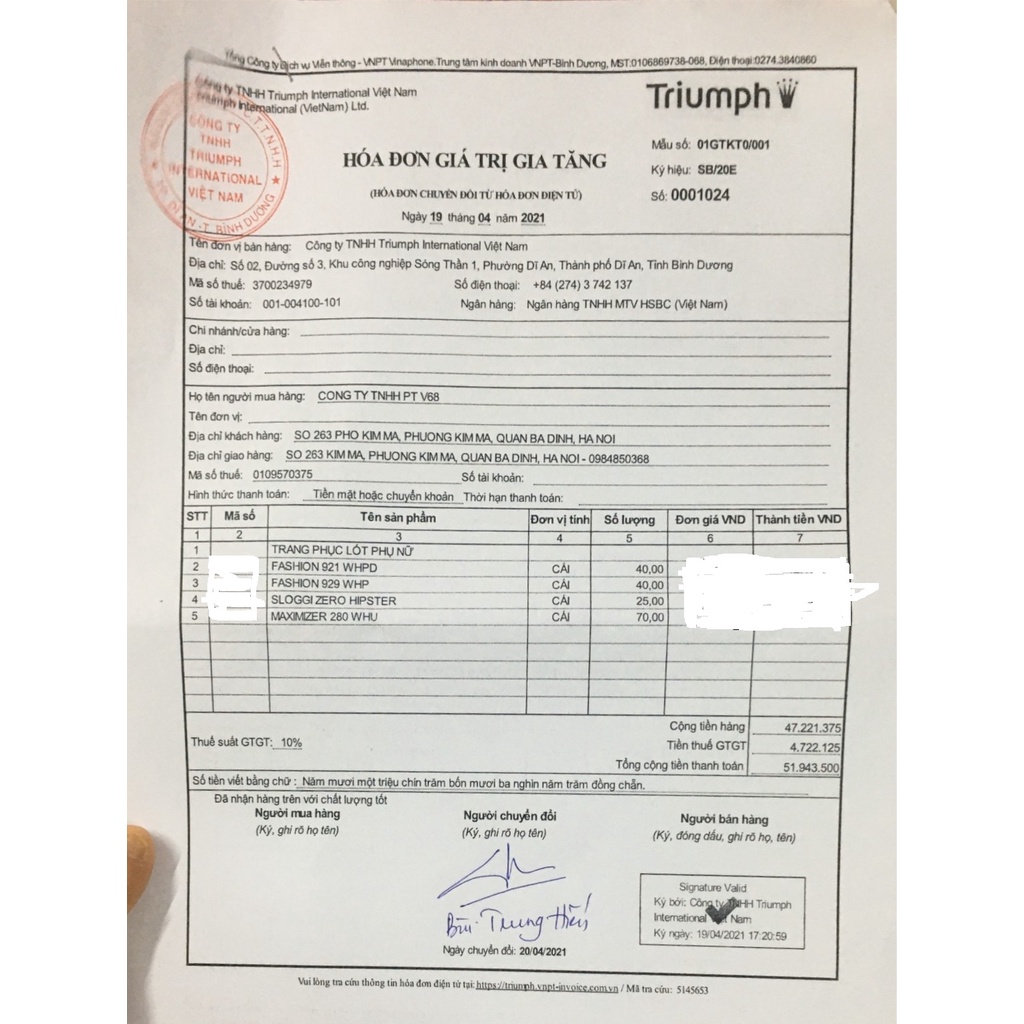 Tổng Công ty Dịch vụ Viễn thông - VNPT Vinaphone.Trung tâm kinh doanh VNPT-Bình Dương, MST:0106869738-068, Điện thoại:0274.3840860
Công ty TNHH Triumph International Việt Nam
Triumph International (VietNam) Ltd.
Triumph
CÔNG TY
TNHH
TRIUMPH
INTERNATIONAL
VIỆT NAM
DĨ AN - T. BÌNH DƯƠNG
HÓA ĐƠN GIÁ TRỊ GIA TĂNG
(HÓA ĐƠN CHUYỂN ĐỔI TỪ HÓA ĐƠN ĐIỆN TỬ)
Ngày 19 tháng 04 năm 2021
Mẫu số: 01GTKT0/001
Ký hiệu: SB/20E
Số: 0001024
Tên đơn vị bán hàng: Công ty TNHH Triumph International Việt Nam
Địa chỉ: Số 02, Đường số 3, Khu công nghiệp Sóng Thần 1, Phường Dĩ An, Thành phố Dĩ An, Tỉnh Bình Dương
Mã số thuế: 3700234979 Số điện thoại: +84 (274) 3 742 137
Số tài khoản: 001-004100-101 Ngân hàng: Ngân hàng TNHH MTV HSBC (Việt Nam)
Chi nhánh/cửa hàng:
Địa chỉ:
Số điện thoại:
Họ tên người mua hàng: CONG TY TNHH PT V68
Tên đơn vị:
Địa chỉ khách hàng: SO 263 PHO KIM MA, PHUONG KIM MA, QUAN BA DINH, HA NOI
Địa chỉ giao hàng: SO 263 KIM MA, PHUONG KIM MA, QUAN BA DINH, HA NOI - 0984850368
Mã số thuế: 0109570375 Số tài khoản:
Hình thức thanh toán: Tiền mặt hoặc chuyển khoản Thời hạn thanh toán:
STT Mã số Tên sản phẩm Đơn vị tính Số lượng Đơn giá VND Thành tiền VND
1 2 3 4 5 6 7
1 TRANG PHỤC LÓT PHỤ NỮ
2 FASHION 921 WHPD CÁI 40,00
3 FASHION 929 WHP CÁI 40,00
4 SLOGGI ZERO HIPSTER CÁI 25,00
5 MAXIMIZER 280 WHU CÁI 70,00
Cộng tiền hàng 47.221.375
Thuế suất GTGT: 10% Tiền thuế GTGT 4.722.125
Tổng cộng tiền thanh toán 51.943.500
Số tiền viết bằng chữ : Năm mươi một triệu chín trăm bốn mươi ba nghìn năm trăm đồng chẵn.
Đã nhận hàng trên với chất lượng tốt
Người mua hàng Người chuyển đổi Người bán hàng
(Ký, ghi rõ họ tên) (Ký, ghi rõ họ tên) (Ký, đóng dấu, ghi rõ họ, tên)
Bùi Trung Hiếu
Ngày chuyển đổi: 20/04/2021
Signature Valid
Ký bởi: Công ty TNHH Triumph
International Việt Nam
Ký ngày: 19/04/2021 17:20:59
Vui lòng tra cứu thông tin hóa đơn điện tử tại: https://triumph.vnpt-invoice.com.vn / Mã tra cứu: 5145653